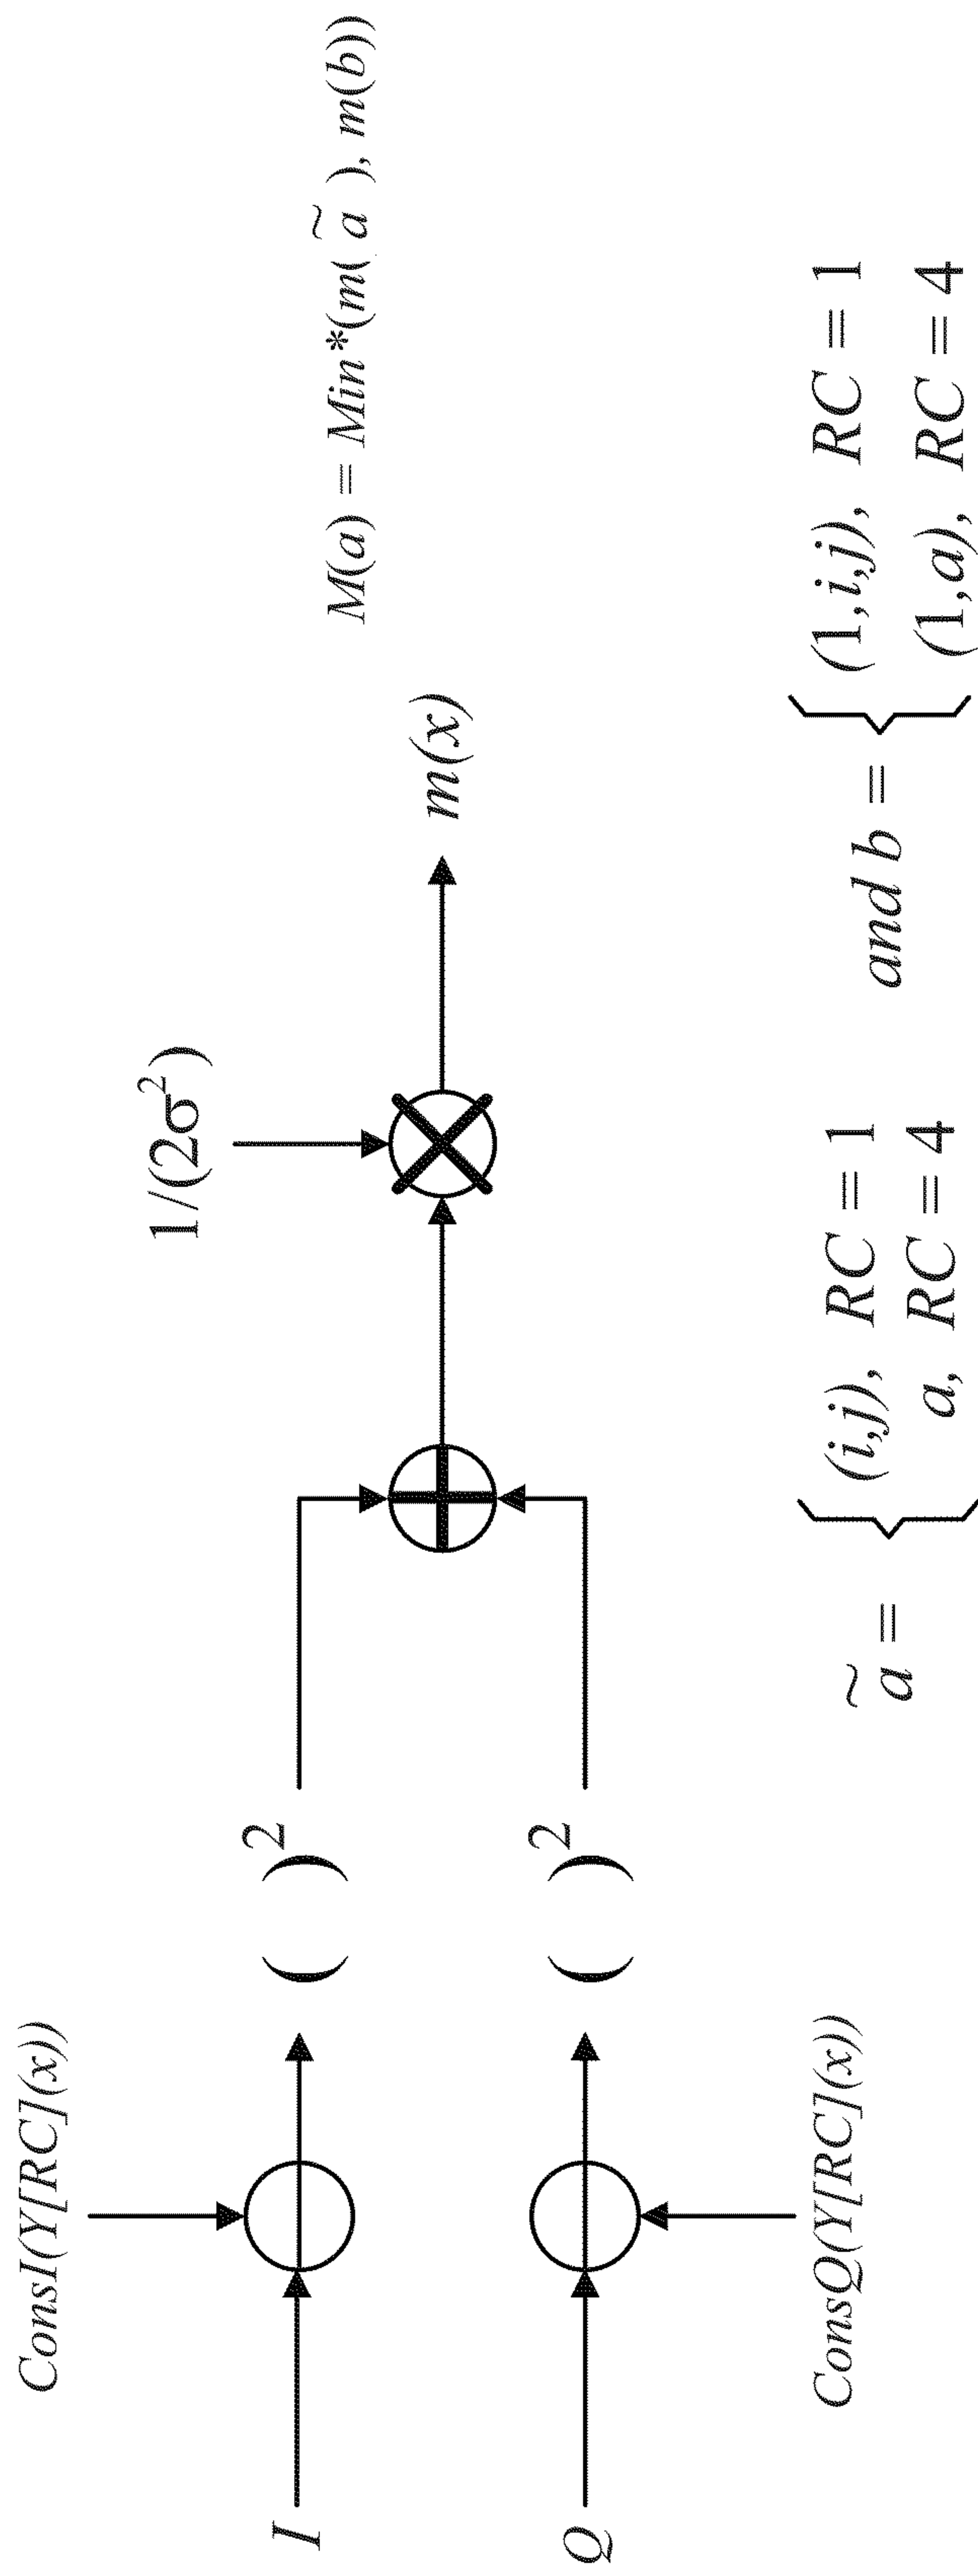 ConsI(Y[RC](x))
I
( )²
1/(2σ²)
m(x)
M(a) = Min*(m(ã), m(b))
Q
( )²
ConsQ(Y[RC](x))
ã = { (i,j), RC = 1
a, RC = 4
and b = { (1,i,j), RC = 1
(1,a), RC = 4